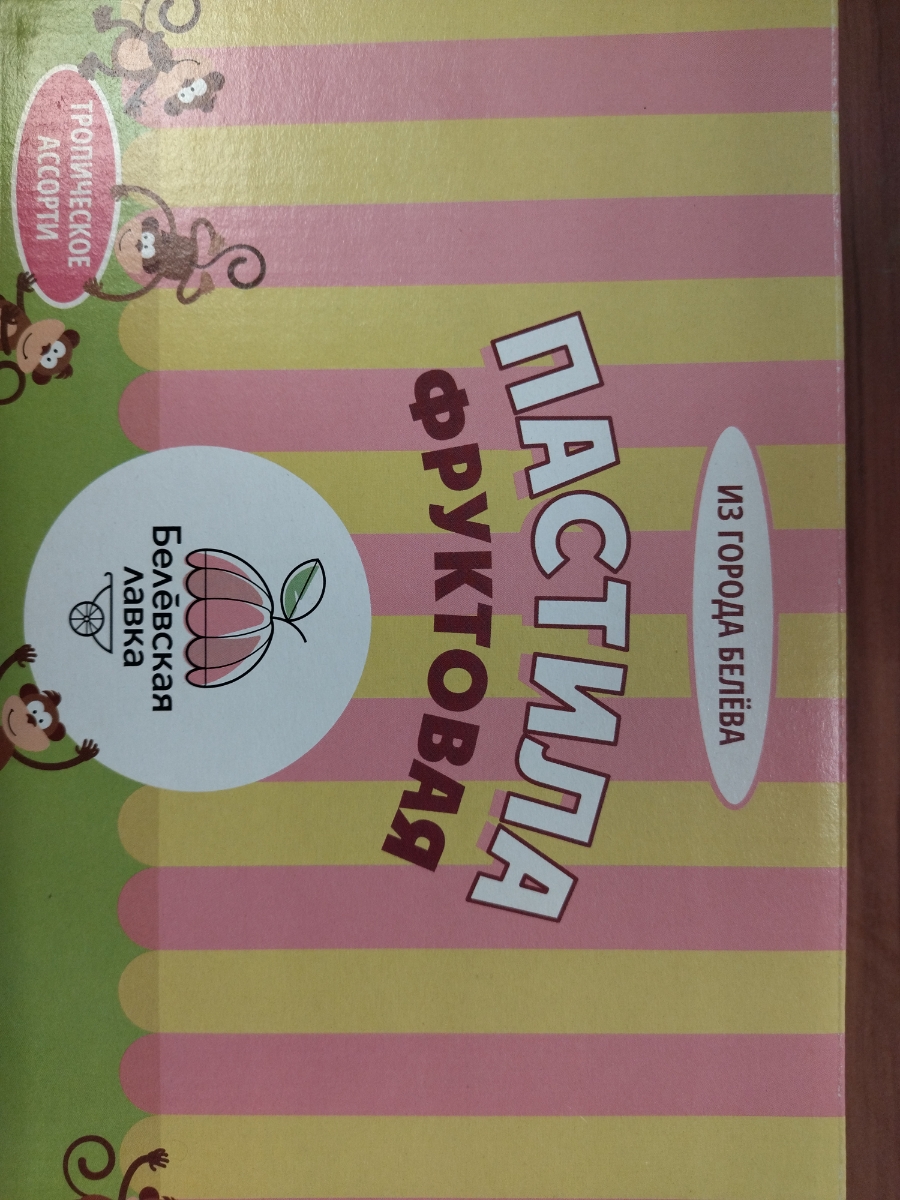 ИЗ ГОРОДА БЕЛЁВА
ПАСТИЛА
ФРУКТОВАЯ
Белёвская
лавка
ТРОПИЧЕСКОЕ
АССОРТИ